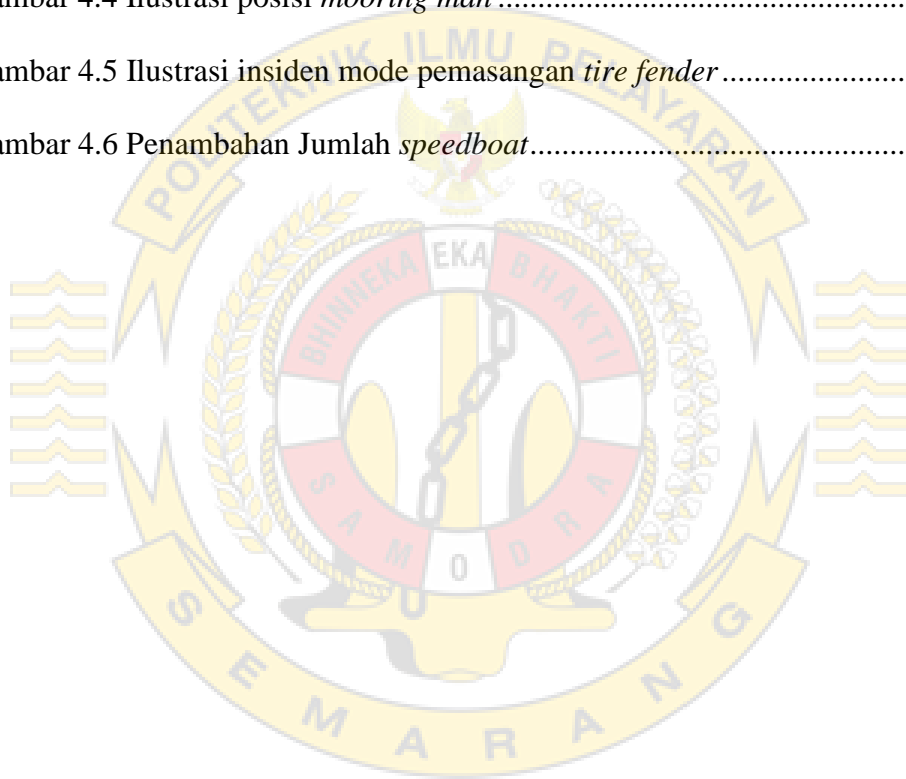 ambar 4.4 Ilustrasi posisi mooring man ..............................................
ambar 4.5 Ilustrasi insiden mode pemasangan tire fender ......................
ambar 4.6 Penambahan Jumlah speedboat..............................................
POLITEKNIK ILMU PELAYARAN
BHINNEKA EKA BHAKTI
SAMODRA
SEMARANG